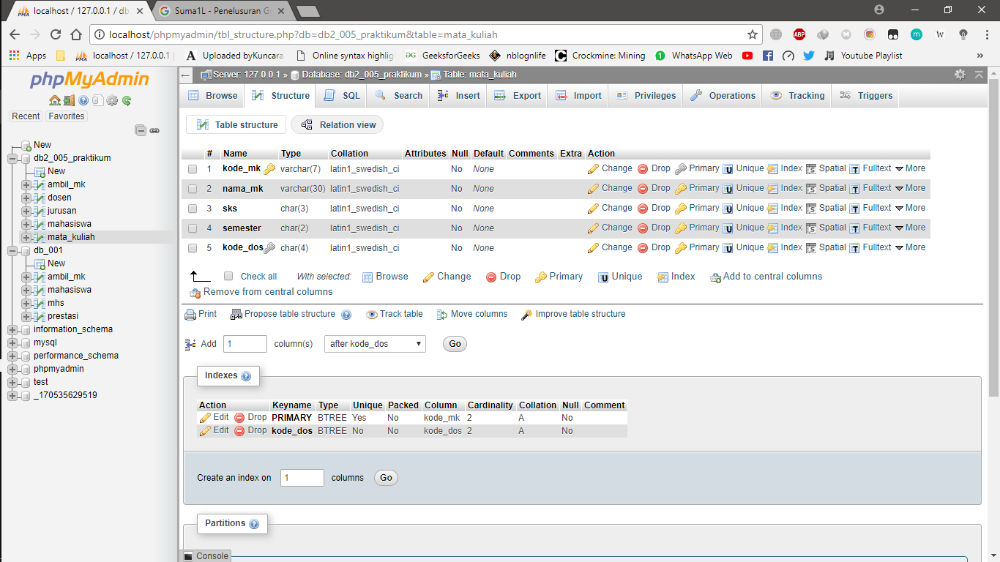 localhost / 127.0.0.1 / db
Suma1L - Penelusuran G
localhost/phpmyadmin/tbl_structure.php?db=db2_005_praktikum&table=mata_kuliah
Apps localhost / 127.0.0.1 Uploaded byKuncara Online syntax highlig GeeksforGeeks nblognlife Crockmine: Mining WhatsApp Web YouTube Playlist »
phpMyAdmin
Recent Favorites
New
db2_005_praktikum
New
ambil_mk
dosen
jurusan
mahasiswa
mata_kuliah
db_001
New
ambil_mk
mahasiswa
mhs
prestasi
information_schema
mysql
performance_schema
phpmyadmin
test
_170535629519
Server: 127.0.0.1 » Database: db2_005_praktikum » Table: mata_kuliah
Browse Structure SQL Search Insert Export Import Privileges Operations Tracking Triggers
Table structure Relation view
# Name Type Collation Attributes Null Default Comments Extra Action
1 kode_mk varchar(7) latin1_swedish_ci No None Change Drop Primary Unique Index Spatial Fulltext More
2 nama_mk varchar(30) latin1_swedish_ci No None Change Drop Primary Unique Index Spatial Fulltext More
3 sks char(3) latin1_swedish_ci No None Change Drop Primary Unique Index Spatial Fulltext More
4 semester char(2) latin1_swedish_ci No None Change Drop Primary Unique Index Spatial Fulltext More
5 kode_dos char(4) latin1_swedish_ci No None Change Drop Primary Unique Index Spatial Fulltext More
Check all With selected: Browse Change Drop Primary Unique Index Add to central columns
Remove from central columns
Print Propose table structure Track table Move columns Improve table structure
Add 1 column(s) after kode_dos Go
Indexes
Action Keyname Type Unique Packed Column Cardinality Collation Null Comment
Edit Drop PRIMARY BTREE Yes No kode_mk 2 A No
Edit Drop kode_dos BTREE No No kode_dos 2 A No
Create an index on 1 columns Go
Partitions
Console